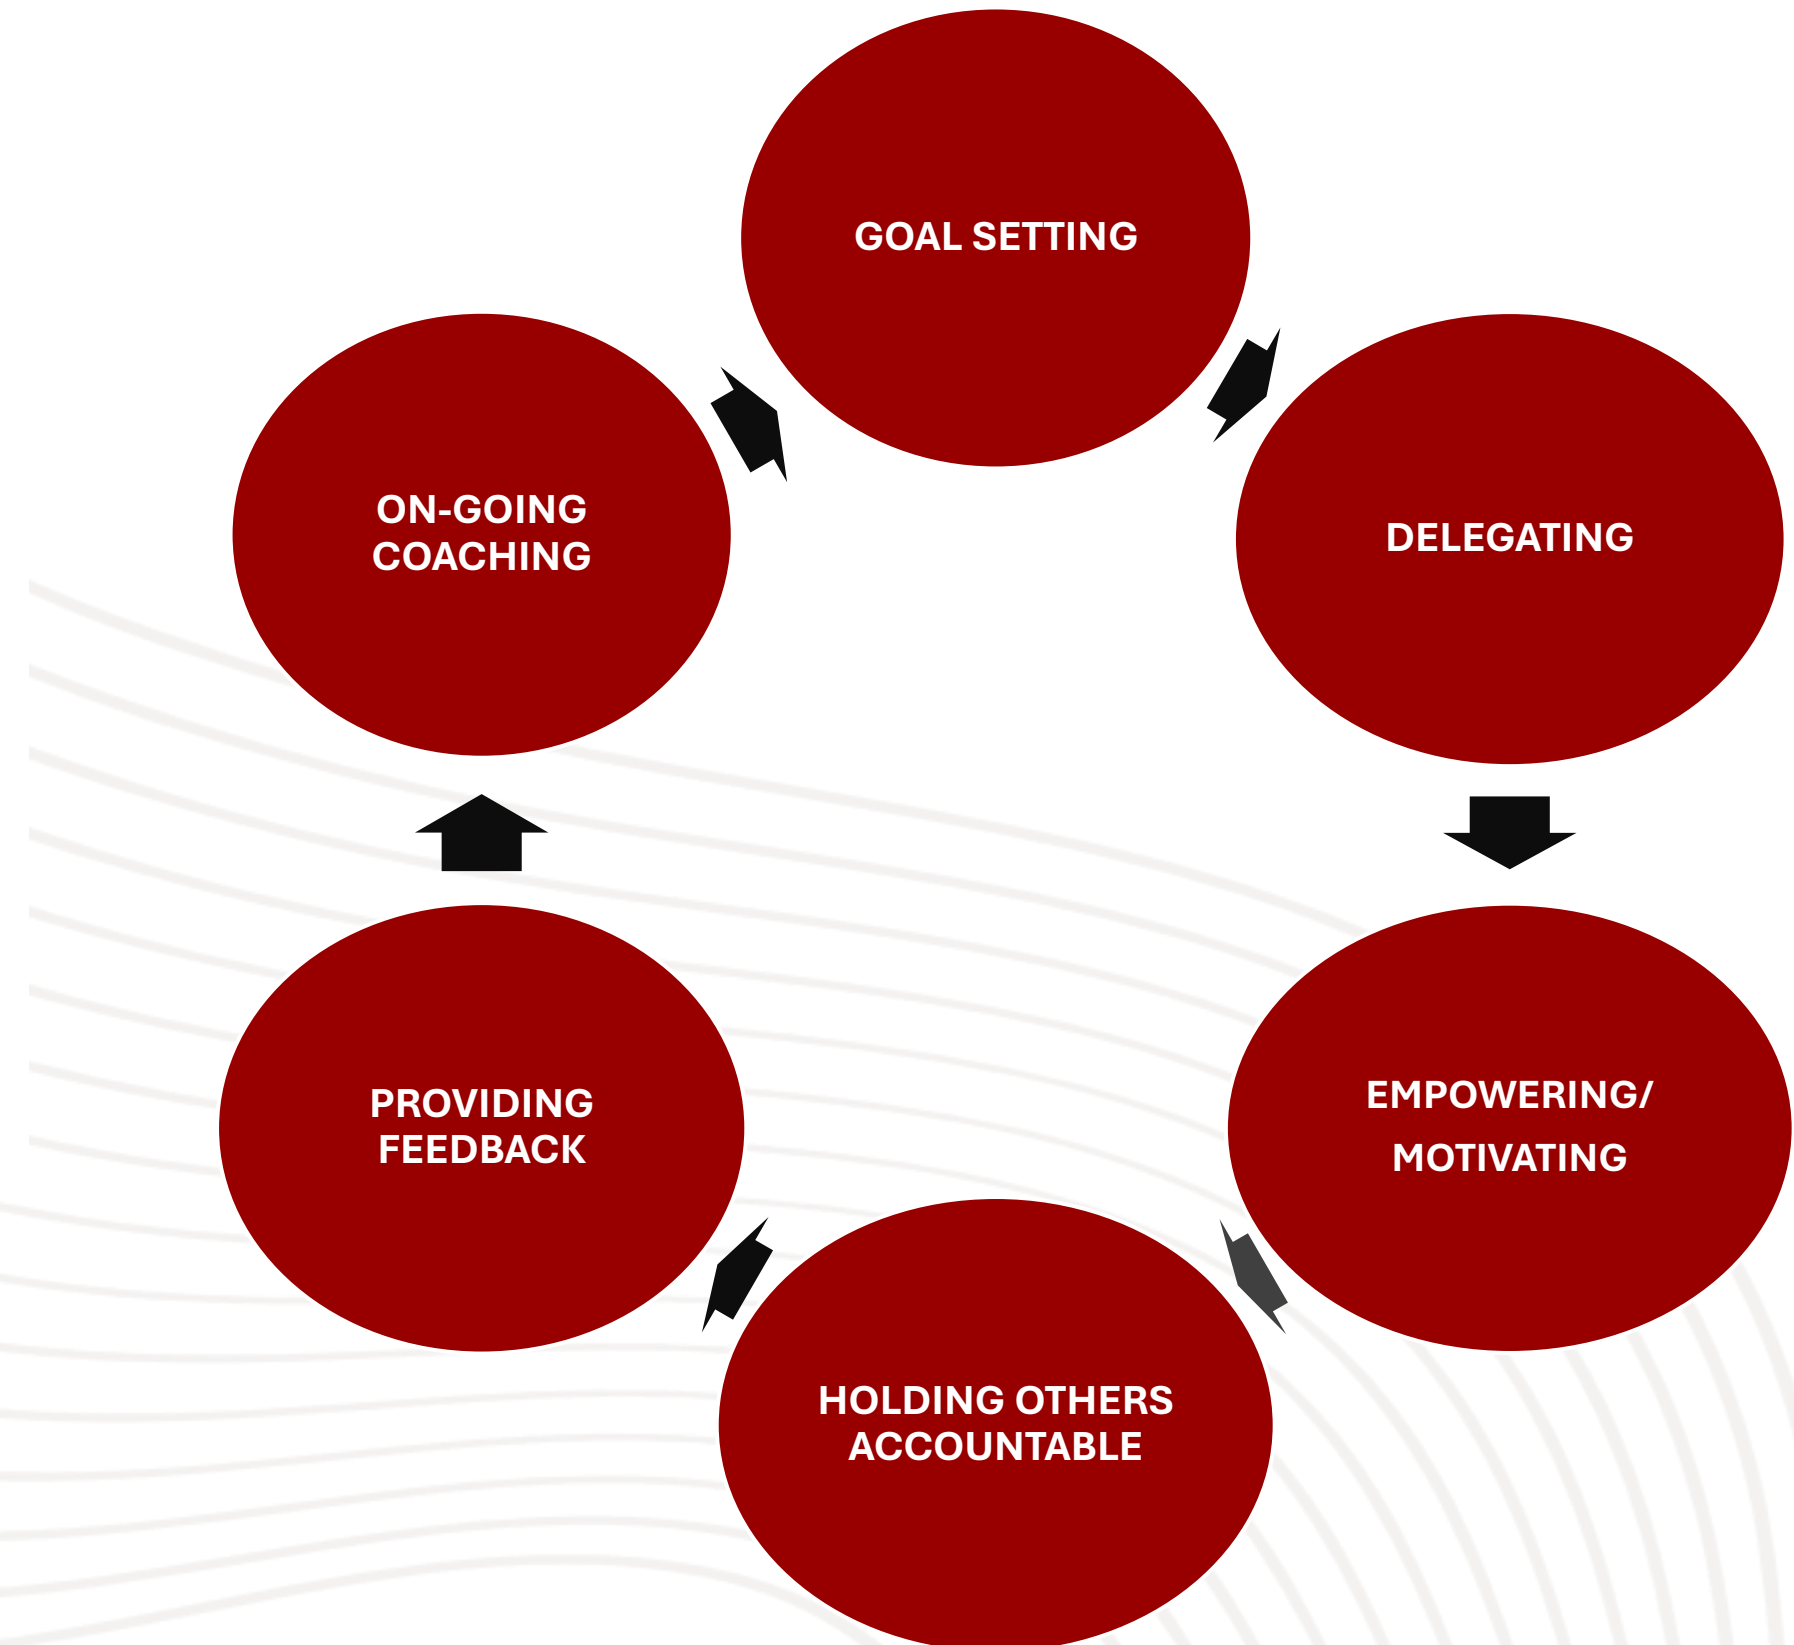 GOAL SETTING
DELEGATING
EMPOWERING/
MOTIVATING
HOLDING OTHERS
ACCOUNTABLE
PROVIDING
FEEDBACK
ON-GOING
COACHING